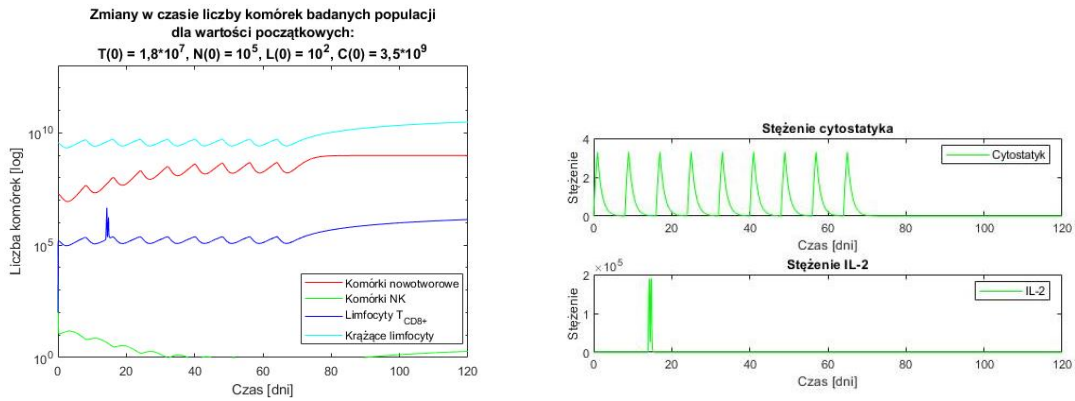 Zmiany w czasie liczby komórek badanych populacji
dla wartości początkowych:
T(0) = 1,8*10^7, N(0) = 10^5, L(0) = 10^2, C(0) = 3,5*10^9
Liczba komórek [log]
10^10
10^5
10^0
0 20 40 60 80 100 120
Czas [dni]
Komórki nowotworowe
Komórki NK
Limfocyty T_CD8+
Krążące limfocyty
Stężenie cytostatyka
Stężenie
4
2
0
0 20 40 60 80 100 120
Czas [dni]
Cytostatyk
Stężenie IL-2
×10^5
Stężenie
2
1
0
0 20 40 60 80 100 120
Czas [dni]
IL-2